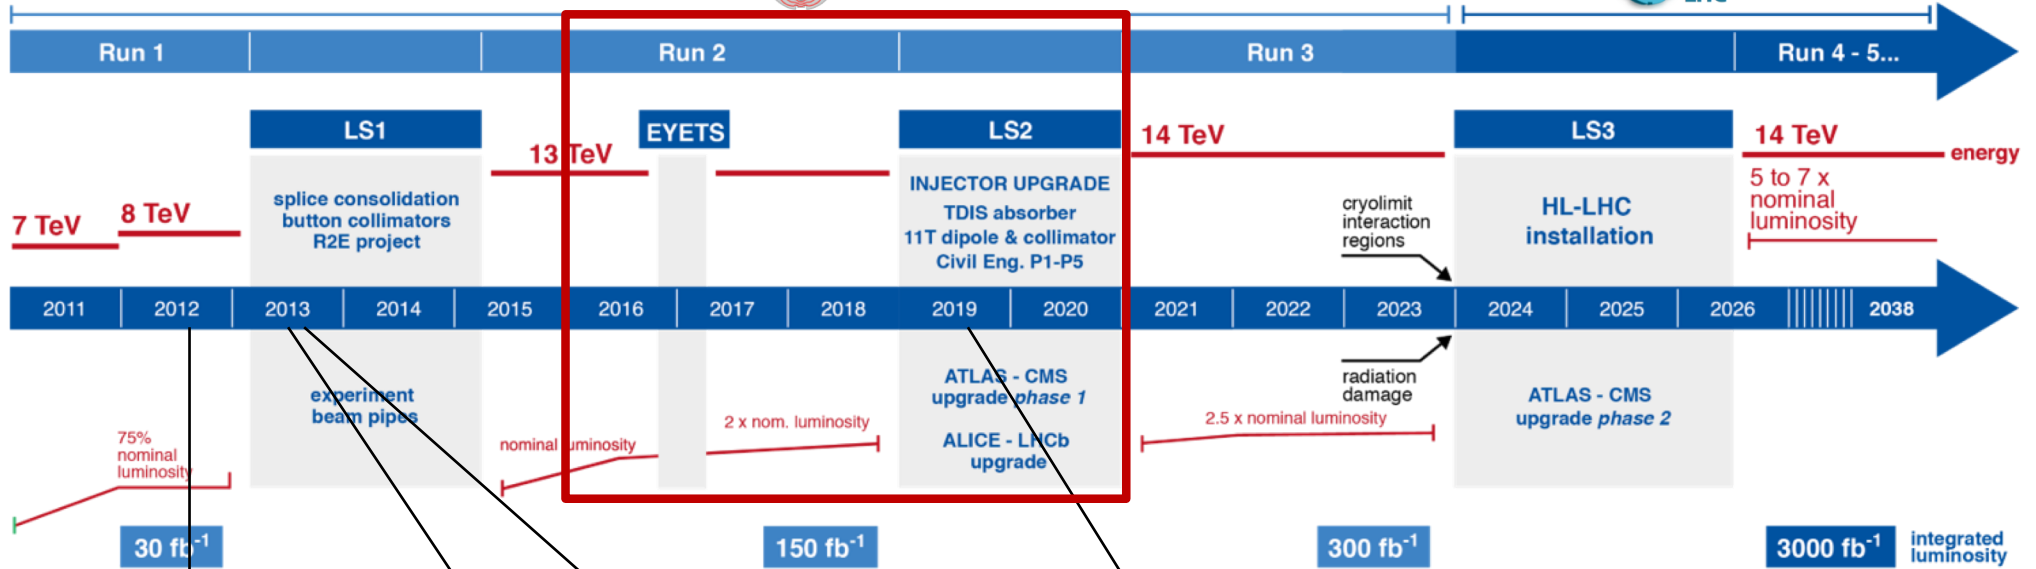 LHC
Run 1
Run 2
Run 3
Run 4 - 5...
LS1
EYETS
LS2
LS3
7 TeV
8 TeV
13 TeV
14 TeV
14 TeV
energy
splice consolidation
button collimators
R2E project
INJECTOR UPGRADE
TDIS absorber
11T dipole & collimator
Civil Eng. P1-P5
cryolimit
interaction
regions
HL-LHC
installation
5 to 7 x
nominal
luminosity
2011
2012
2013
2014
2015
2016
2017
2018
2019
2020
2021
2022
2023
2024
2025
2026
2038
experiment
beam pipes
75%
nominal
luminosity
nominal luminosity
2 x nom. luminosity
ATLAS - CMS
upgrade phase 1
ALICE - LHCb
upgrade
radiation
damage
2.5 x nominal luminosity
ATLAS - CMS
upgrade phase 2
30 fb-1
150 fb-1
300 fb-1
3000 fb-1
integrated
luminosity